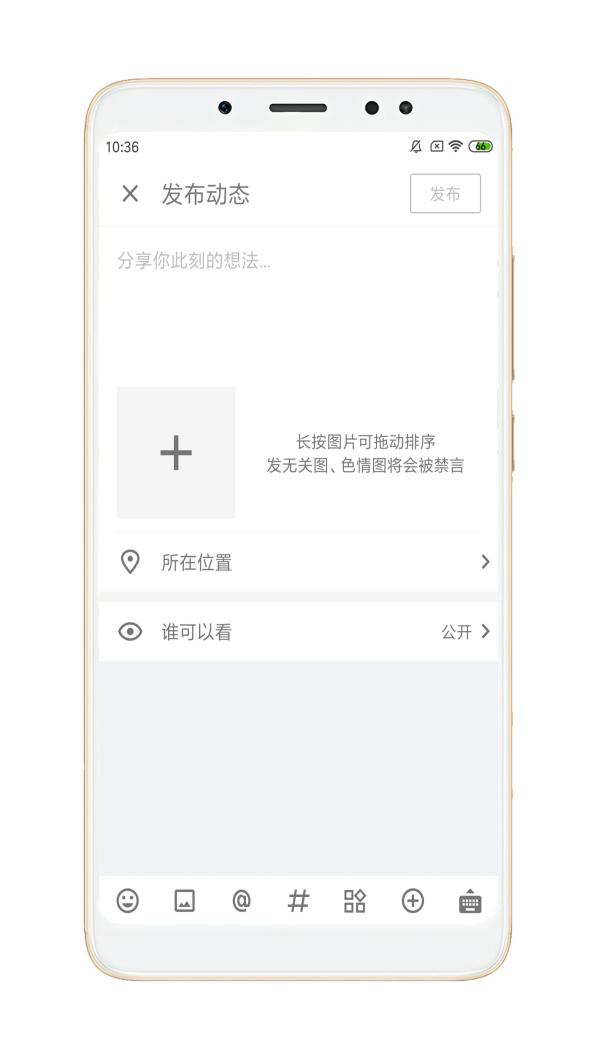 10:36
66
发布动态
发布
分享你此刻的想法...
长按图片可拖动排序
发无关图、色情图将会被禁言
所在位置
谁可以看
公开
@
#